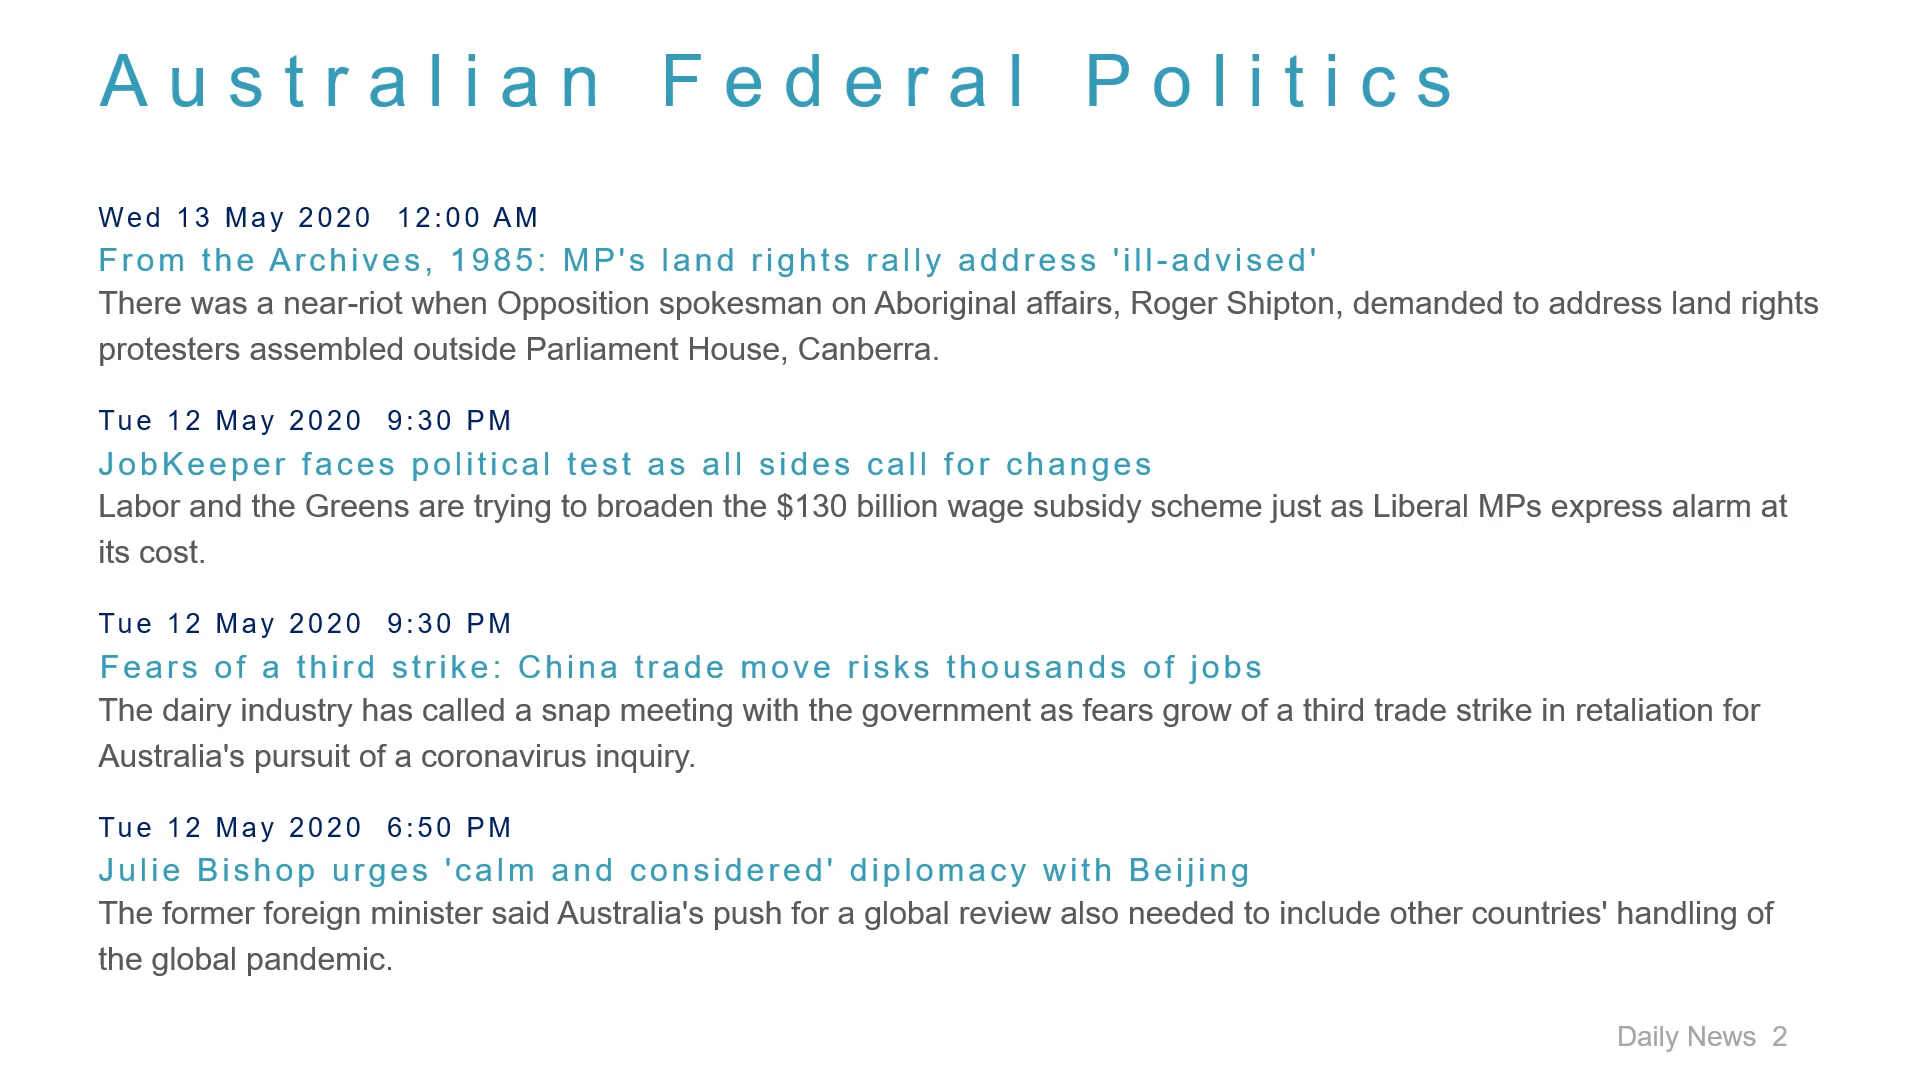 Australian Federal Politics
Wed 13 May 2020 12:00 AM
From the Archives, 1985: MP's land rights rally address 'ill-advised'
There was a near-riot when Opposition spokesman on Aboriginal affairs, Roger Shipton, demanded to address land rights
protesters assembled outside Parliament House, Canberra.
Tue 12 May 2020 9:30 PM
JobKeeper faces political test as all sides call for changes
Labor and the Greens are trying to broaden the $130 billion wage subsidy scheme just as Liberal MPs express alarm at
its cost.
Tue 12 May 2020 9:30 PM
Fears of a third strike: China trade move risks thousands of jobs
The dairy industry has called a snap meeting with the government as fears grow of a third trade strike in retaliation for
Australia's pursuit of a coronavirus inquiry.
Tue 12 May 2020 6:50 PM
Julie Bishop urges 'calm and considered' diplomacy with Beijing
The former foreign minister said Australia's push for a global review also needed to include other countries' handling of
the global pandemic.
Daily News 2